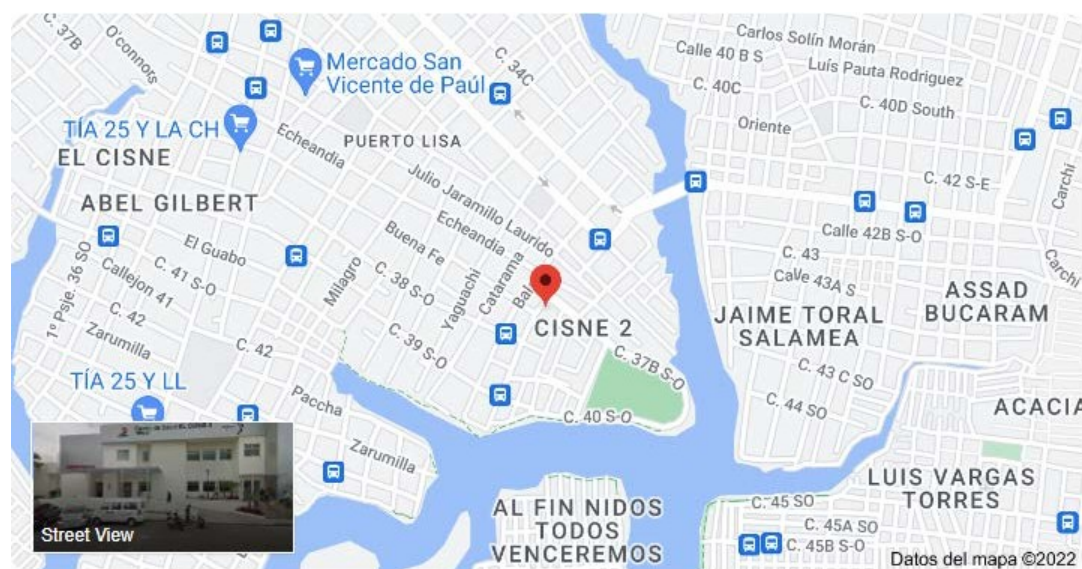 C. 37B
O'connors
Mercado San
Vicente de Paúl
C. 34C
Carlos Solín Morán
Calle 40 B S
Luís Pauta Rodriguez
C. 40C
C. 40D South
Oriente
TÍA 25 Y LA CH
EL CISNE
Echeandia
PUERTO LISA
ABEL GILBERT
Julio Jaramillo Laurido
C. 42 S-E
Carchi
El Guabo
Buena Fe
Echeandia
Calle 42B S-O
Carchi
1° Psje. 36 SO
Callejon 41
C. 41 S-O
Milagro
C. 38 S-O
Yaguachi
Catarama
C. 43
Calle 43A S
ASSAD
BUCARAM
CISNE 2
JAIME TORAL
SALAMEA
Zarumilla
C. 42
C. 42
C. 39 S-O
C. 37B S-O
C. 43 C SO
TÍA 25 Y LL
Paccha
C. 40 S-O
C. 44 SO
ACACIA
Zarumilla
Street View
AL FIN NIDOS
TODOS
VENCEREMOS
LUIS VARGAS
TORRES
C. 45 SO
C. 45A SO
C. 45B S-O
Datos del mapa ©2022